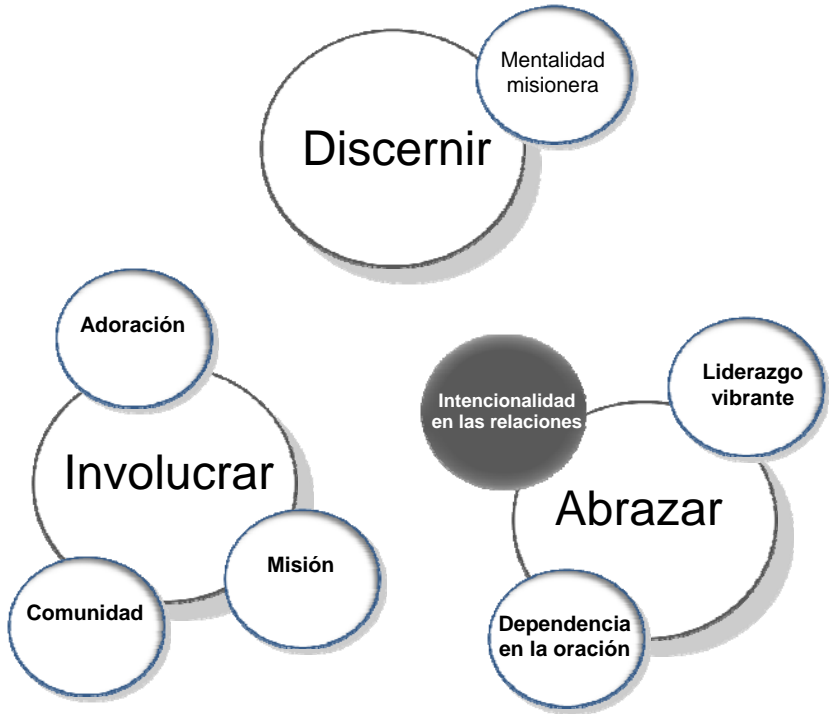 Mentalidad
misionera
Discernir
Adoración
Involucrar
Misión
Comunidad
Intencionalidad
en las relaciones
Liderazgo
vibrante
Abrazar
Dependencia
en la oración